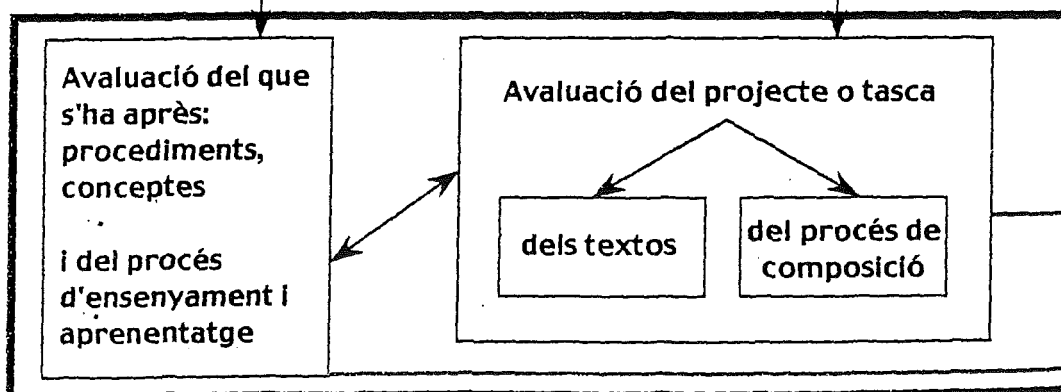 Avaluació del que
s'ha après:
procediments,
conceptes
i del procés
d'ensenyament i
aprenentatge
Avaluació del projecte o tasca
dels textos
del procés de
composició